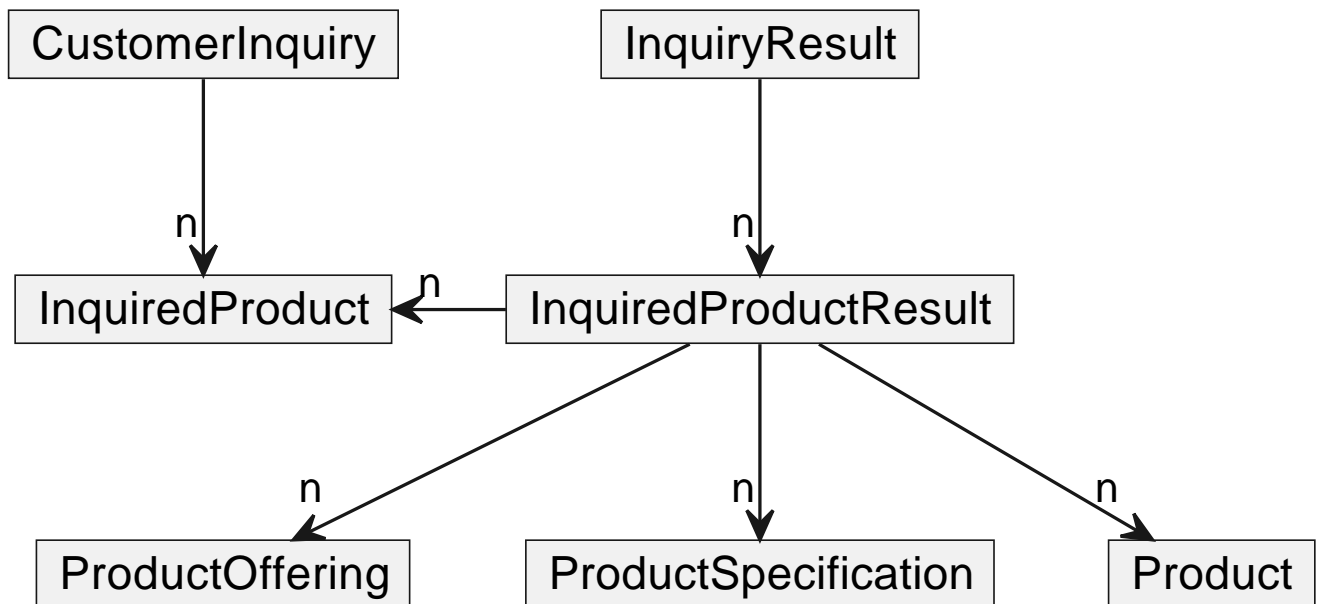 CustomerInquiry
InquiryResult
n
n
InquiredProduct
n
InquiredProductResult
n
n
n
ProductOffering
ProductSpecification
Product